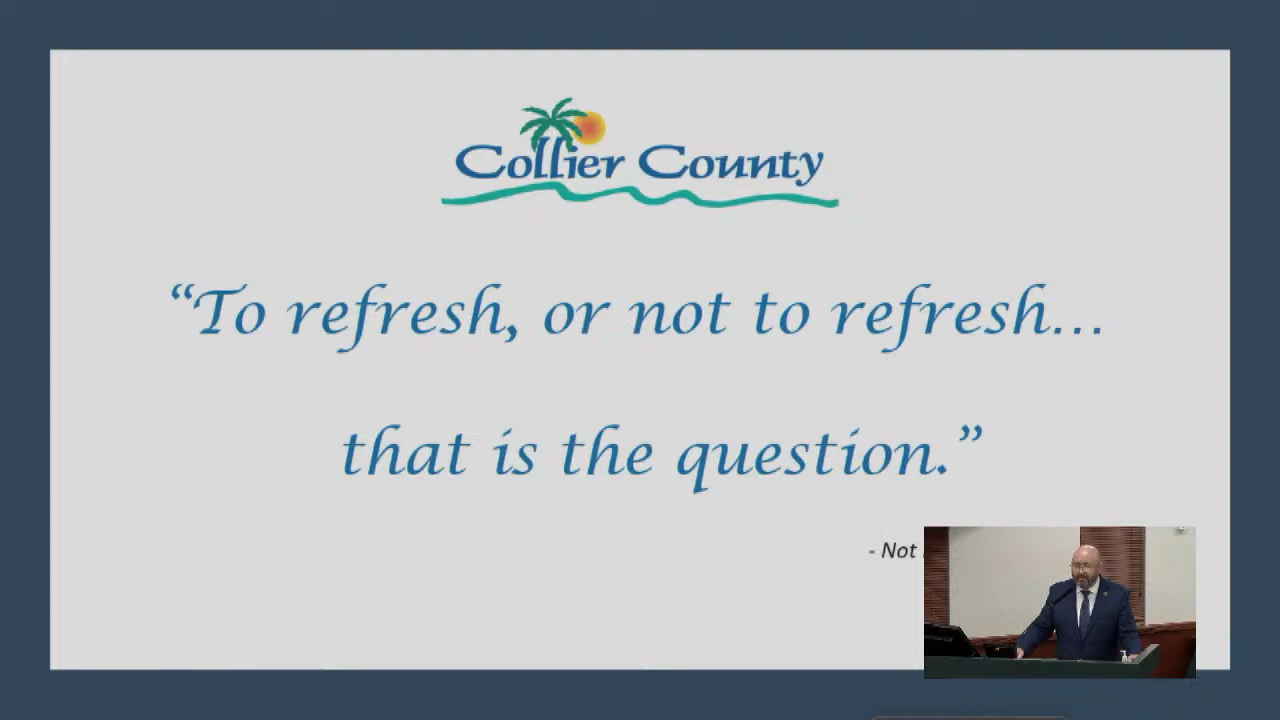 Collier County
“To refresh, or not to refresh...
that is the question.”
- Not